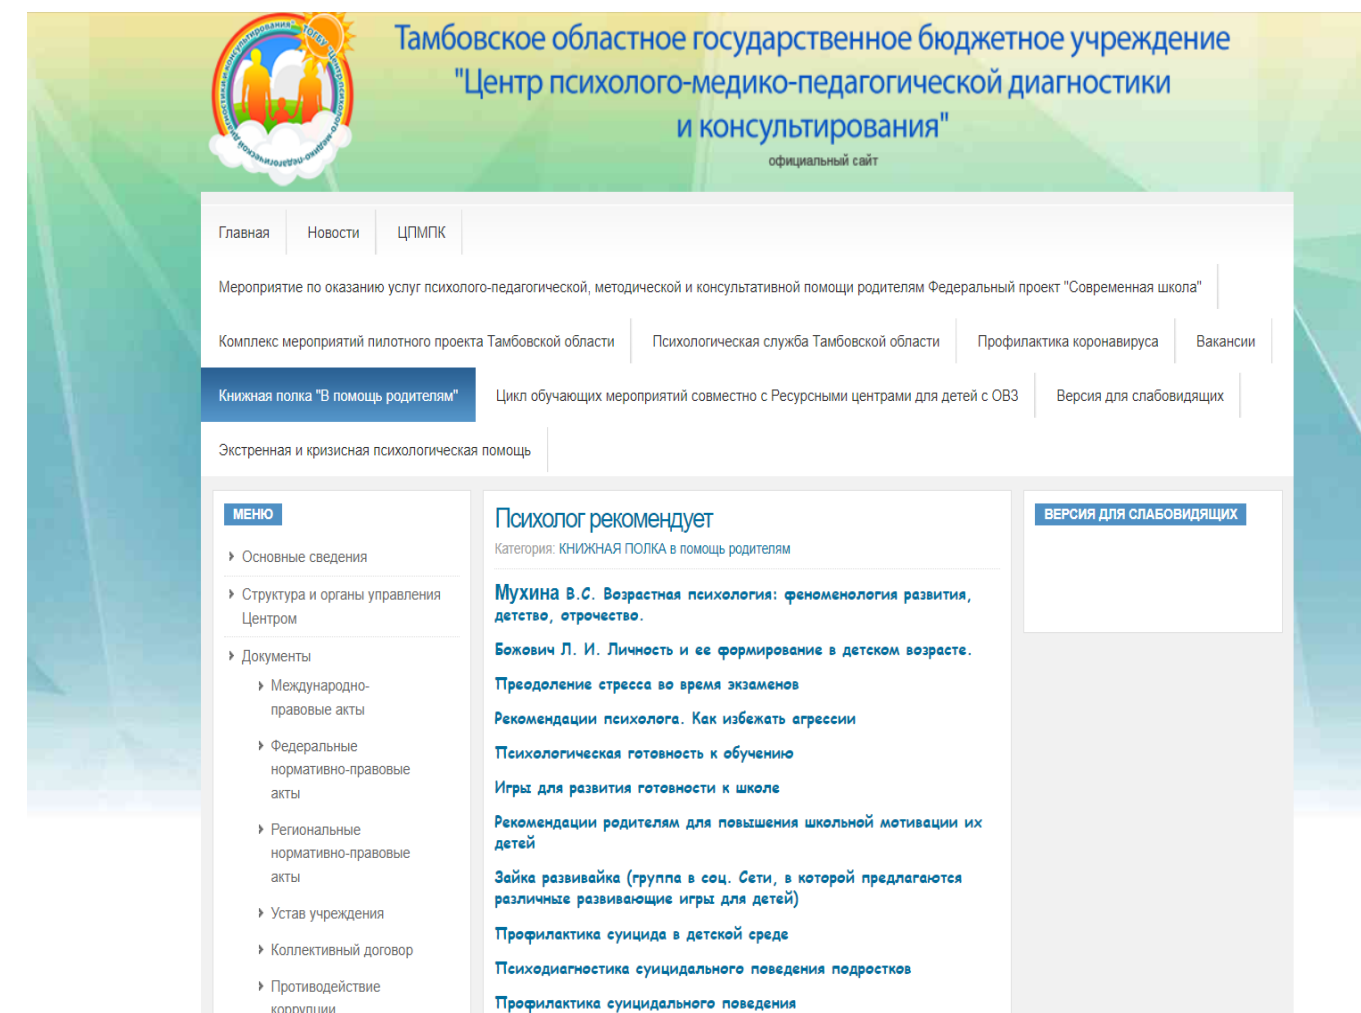 Тамбовское областное государственное бюджетное учреждение
"Центр психолого-медико-педагогической диагностики
и консультирования"
официальный сайт
Главная
Новости
ЦПМПК
Мероприятие по оказанию услуг психолого-педагогической, методической и консультативной помощи родителям Федеральный проект "Современная школа"
Комплекс мероприятий пилотного проекта Тамбовской области
Психологическая служба Тамбовской области
Профилактика коронавируса
Вакансии
Книжная полка "В помощь родителям"
Цикл обучающих мероприятий совместно с Ресурсными центрами для детей с ОВЗ
Версия для слабовидящих
Экстренная и кризисная психологическая помощь
МЕНЮ
Основные сведения
Структура и органы управления
Центром
Документы
Международно-
правовые акты
Федеральные
нормативно-правовые
акты
Региональные
нормативно-правовые
акты
Устав учреждения
Коллективный договор
Противодействие
коррупции
Психолог рекомендует
Категория: КНИЖНАЯ ПОЛКА в помощь родителям
Мухина В.С. Возрастная психология: феноменология развития,
детство, отрочество.
Божович Л. И. Личность и ее формирование в детском возрасте.
Преодоление стресса во время экзаменов
Рекомендации психолога. Как избежать агрессии
Психологическая готовность к обучению
Игры для развития готовности к школе
Рекомендации родителям для повышения школьной мотивации их
детей
Зайка развивайка (группа в соц. Сети, в которой предлагаются
различные развивающие игры для детей)
Профилактика суицида в детской среде
Психодиагностика суицидального поведения подростков
Профилактика суицидального поведения
ВЕРСИЯ ДЛЯ СЛАБОВИДЯЩИХ